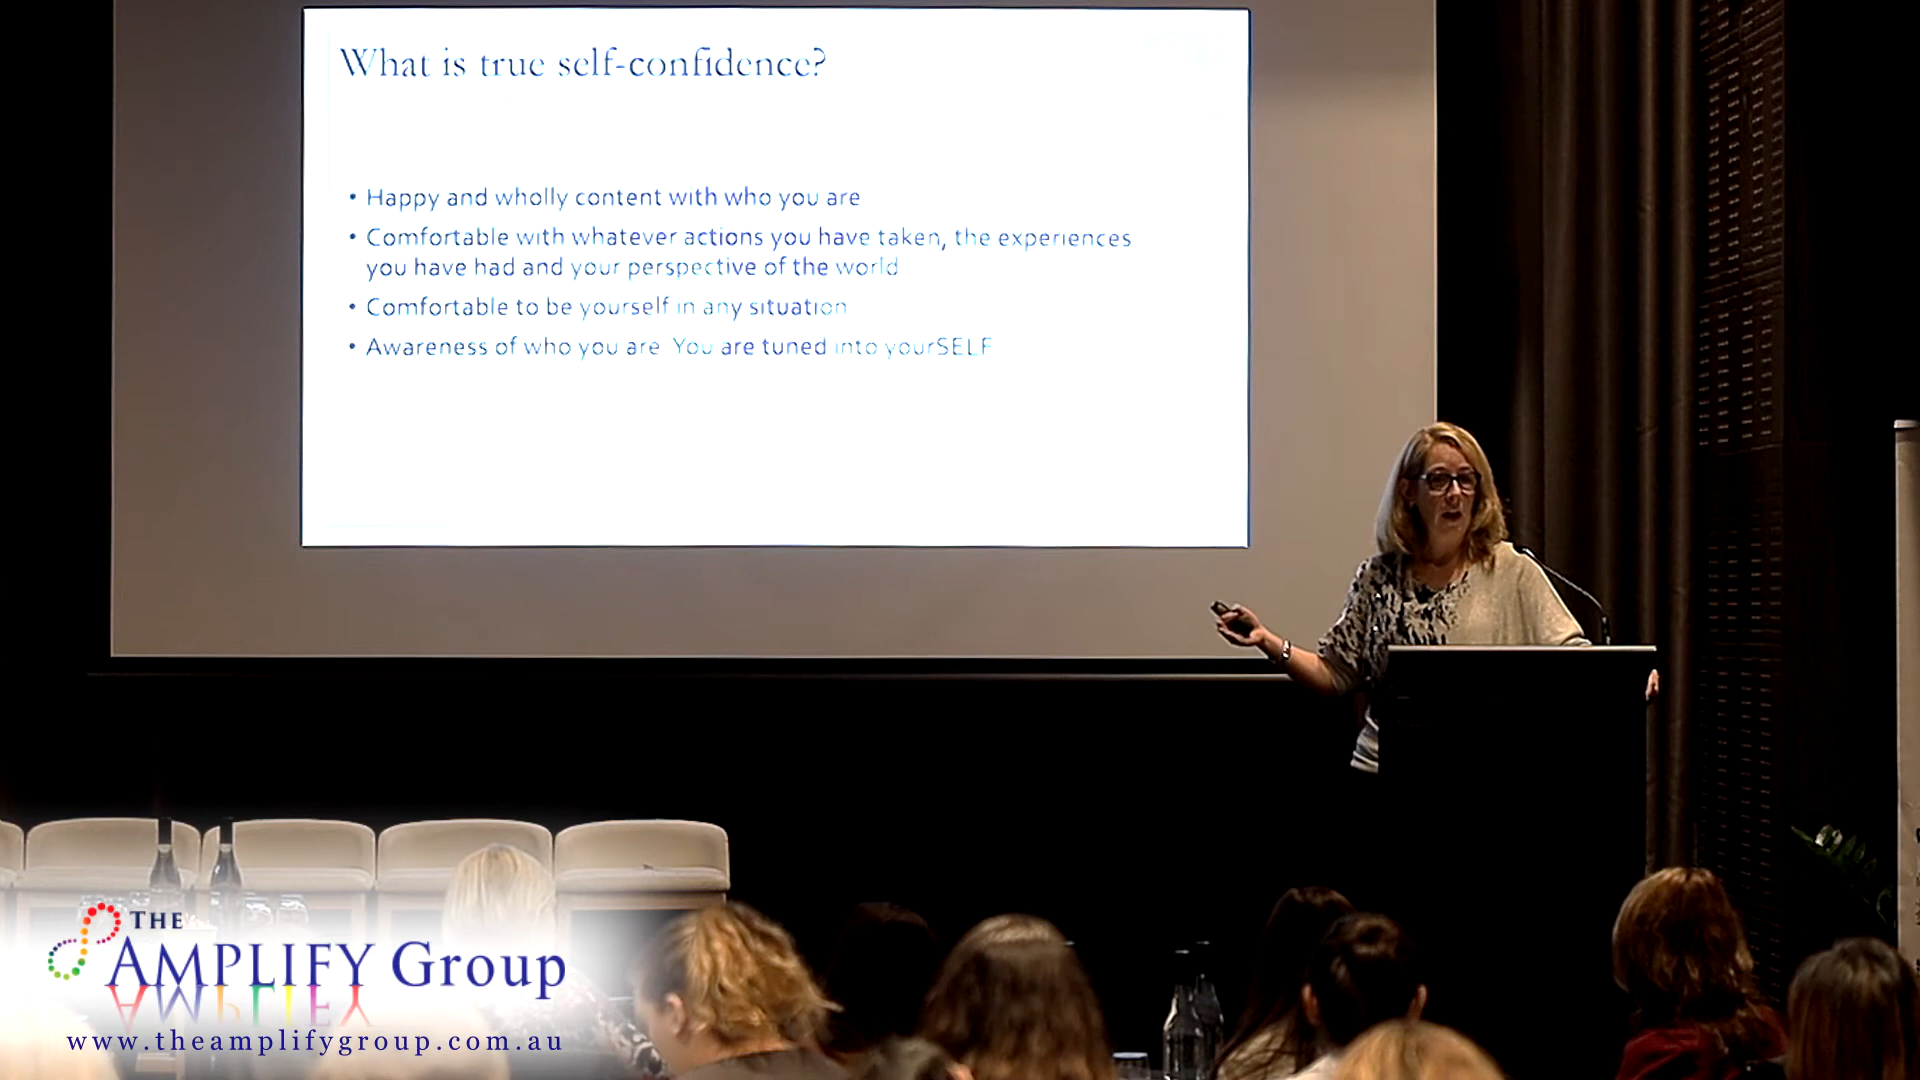 What is true self-confidence?
• Happy and wholly content with who you are
• Comfortable with whatever actions you have taken, the experiences
you have had and your perspective of the world
• Comfortable to be yourself in any situation
• Awareness of who you are You are tuned into yourSELF
THE
AMPLIFY Group
www.theamplifygroup.com.au